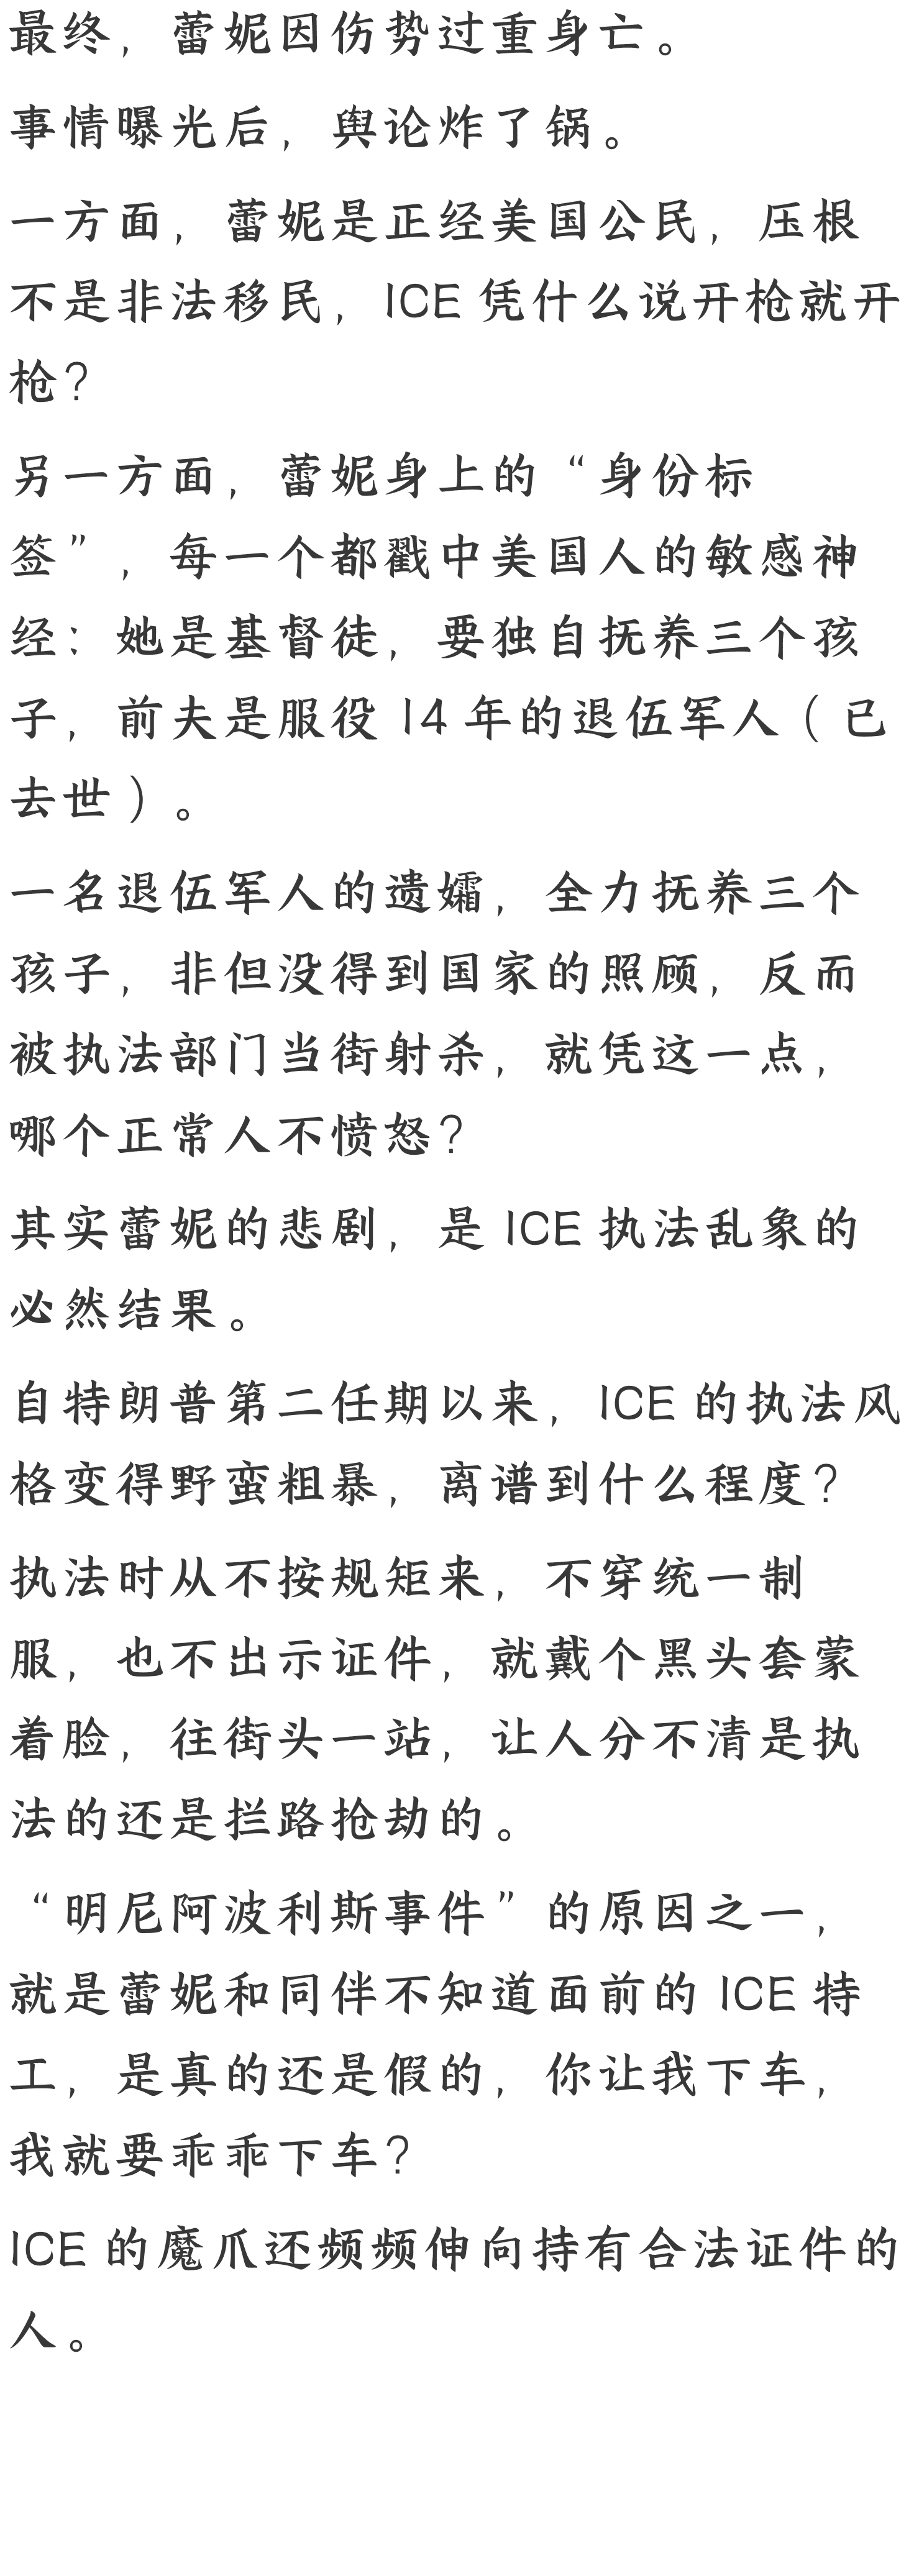 最终，蕾妮因伤势过重身亡。
事情曝光后，舆论炸了锅。
一方面，蕾妮是正经美国公民，压根
不是非法移民，ICE 凭什么说开枪就开
枪？
另一方面，蕾妮身上的“身份标
签”，每一个都戳中美国人的敏感神
经：她是基督徒，要独自抚养三个孩
子，前夫是服役 14 年的退伍军人（已
去世）。
一名退伍军人的遗孀，全力抚养三个
孩子，非但没得到国家的照顾，反而
被执法部门当街射杀，就凭这一点，
哪个正常人不愤怒？
其实蕾妮的悲剧，是 ICE 执法乱象的
必然结果。
自特朗普第二任期以来，ICE 的执法风
格变得野蛮粗暴，离谱到什么程度？
执法时从不按规矩来，不穿统一制
服，也不出示证件，就戴个黑头套蒙
着脸，往街头一站，让人分不清是执
法的还是拦路抢劫的。
“明尼阿波利斯事件”的原因之一，
就是蕾妮和同伴不知道面前的 ICE 特
工，是真的还是假的，你让我下车，
我就要乖乖下车？
ICE 的魔爪还频频伸向持有合法证件的
人。